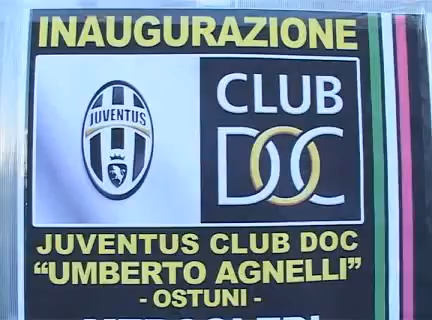 INAUGURAZIONE
JUVENTUS
CLUB
DOC
JUVENTUS CLUB DOC
“UMBERTO AGNELLI”
- OSTUNI -